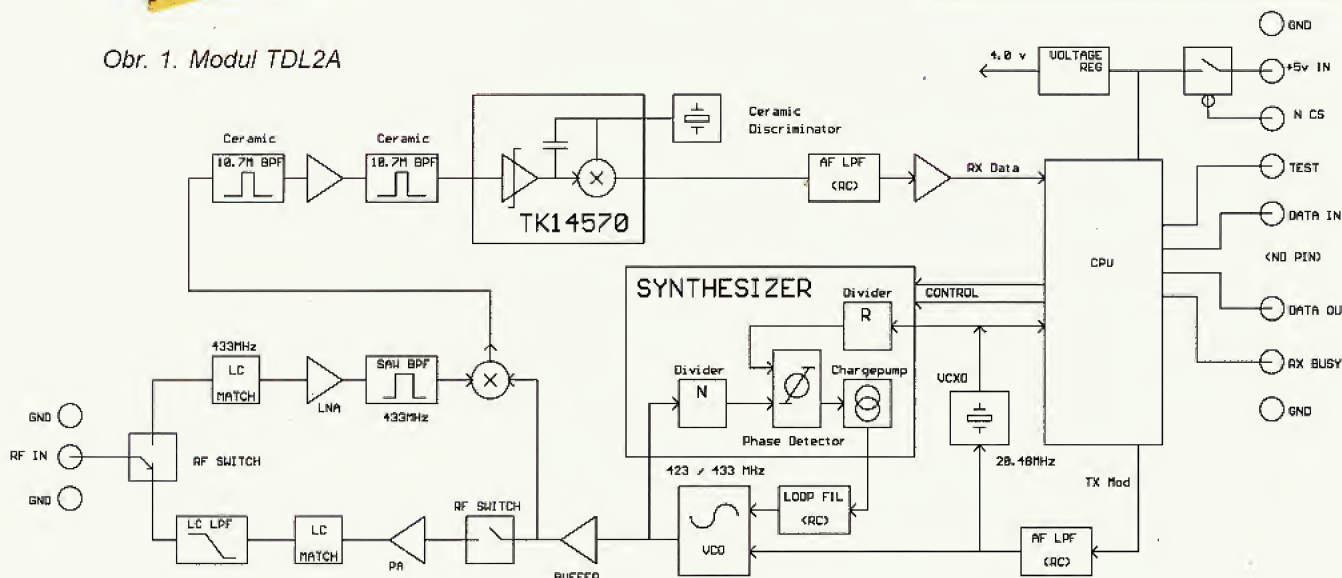 Obr. 1. Modul TDL2A
GND
4.0 v
VOLTAGE
REG
+5v IN
N CS
Ceramic
10.7M BPF
Ceramic
10.7M BPF
TK14570
Ceramic
Discriminator
AF LPF
(RC)
RX Data
CPU
TEST
DATA IN
(NO PIN)
DATA OU
RX BUSY
GND
SYNTHESIZER
CONTROL
Divider
R
Divider
N
Phase Detector
Chargepump
VCXO
20.48MHz
433MHz
LC
MATCH
LNA
SAW BPF
433MHz
GND
RF IN
GND
RF SWITCH
423 / 433 MHz
LOOP FIL
(RC)
TX Mod
LC LPF
LC
MATCH
PA
RF SWITCH
BUFFER
VCO
AF LPF
(RC)